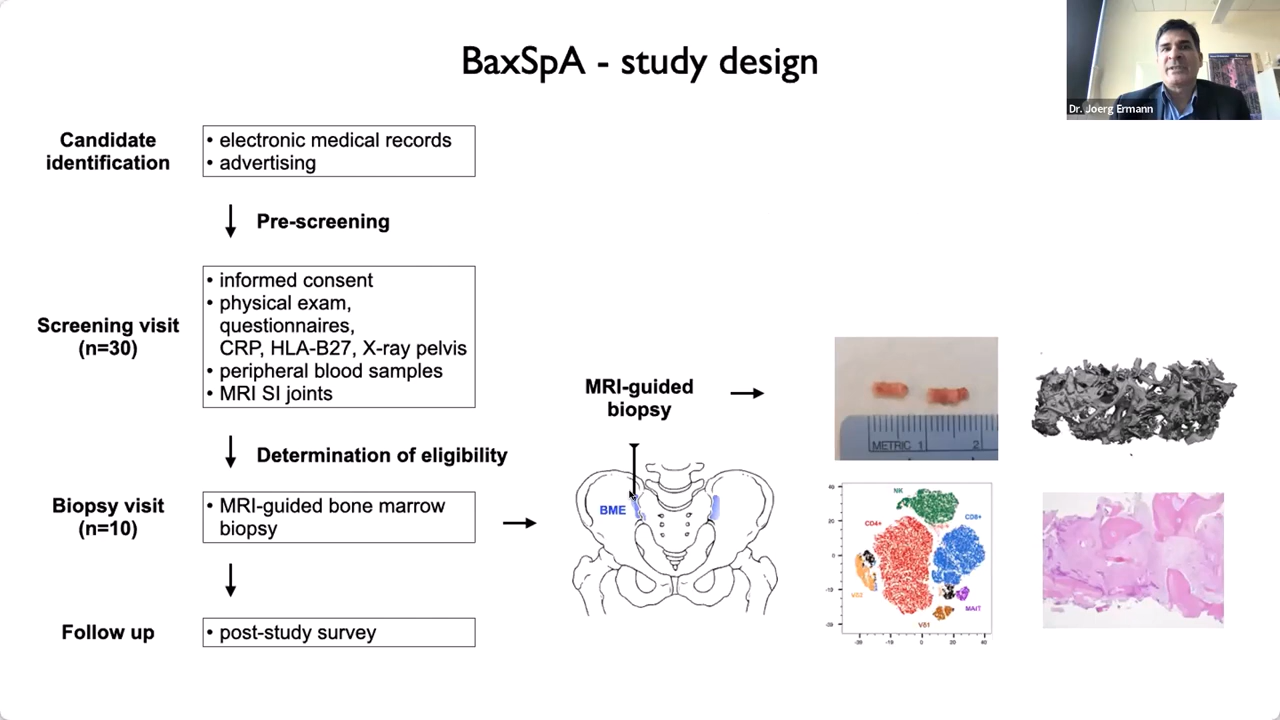 BaxSpA - study design
Dr. Joerg Ermann
Candidate
identification
• electronic medical records
• advertising
Pre-screening
Screening visit
(n=30)
• informed consent
• physical exam,
questionnaires,
CRP, HLA-B27, X-ray pelvis
• peripheral blood samples
• MRI SI joints
Determination of eligibility
Biopsy visit
(n=10)
• MRI-guided bone marrow
biopsy
Follow up
• post-study survey
MRI-guided
biopsy
BME
METRIC 1 2
NK
CD4+
CD8+
MAIT
Vδ1